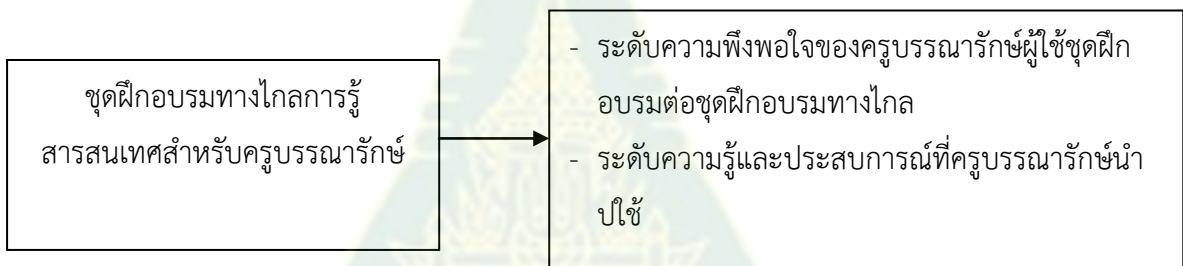 ชุดฝึกอบรมทางไกลการรู้
สารสนเทศสำหรับครูบรรณารักษ์
- ระดับความพึงพอใจของครูบรรณารักษ์ผู้ใช้ชุดฝึก
อบรมต่อชุดฝึกอบรมทางไกล
- ระดับความรู้และประสบการณ์ที่ครูบรรณารักษ์นำ
ปใช้